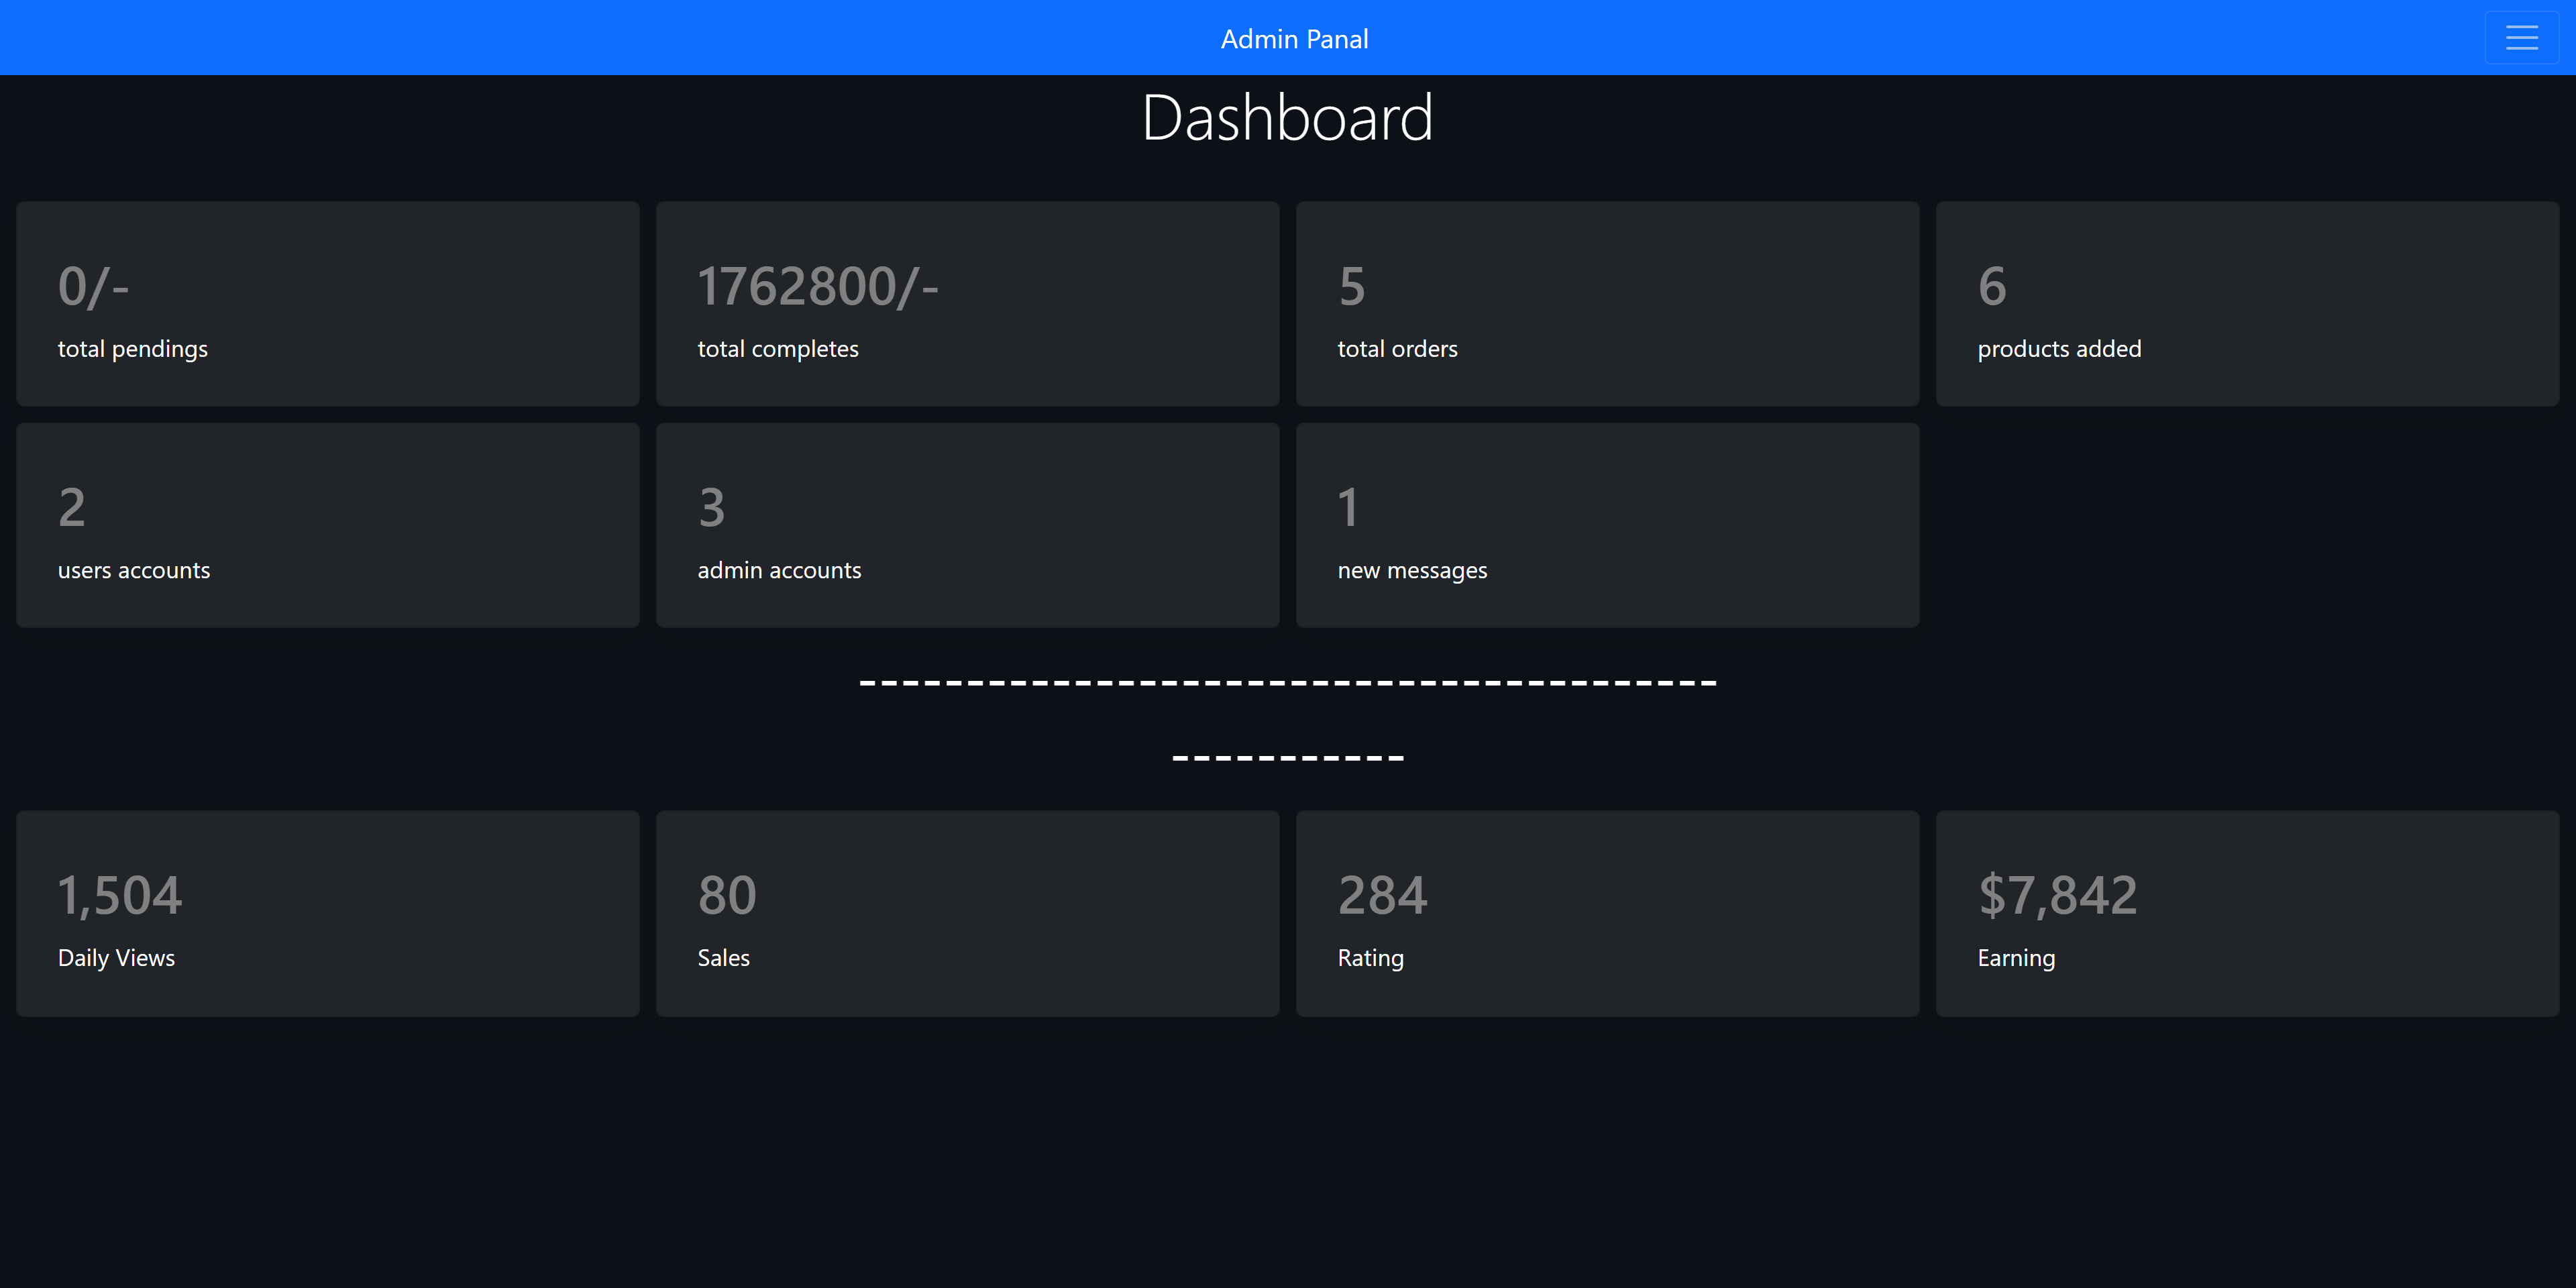 Admin Panal
Dashboard
0/-
total pendings
1762800/-
total completes
5
total orders
6
products added
2
users accounts
3
admin accounts
1
new messages
----------------------------------------
-----------
1,504
Daily Views
80
Sales
284
Rating
$7,842
Earning